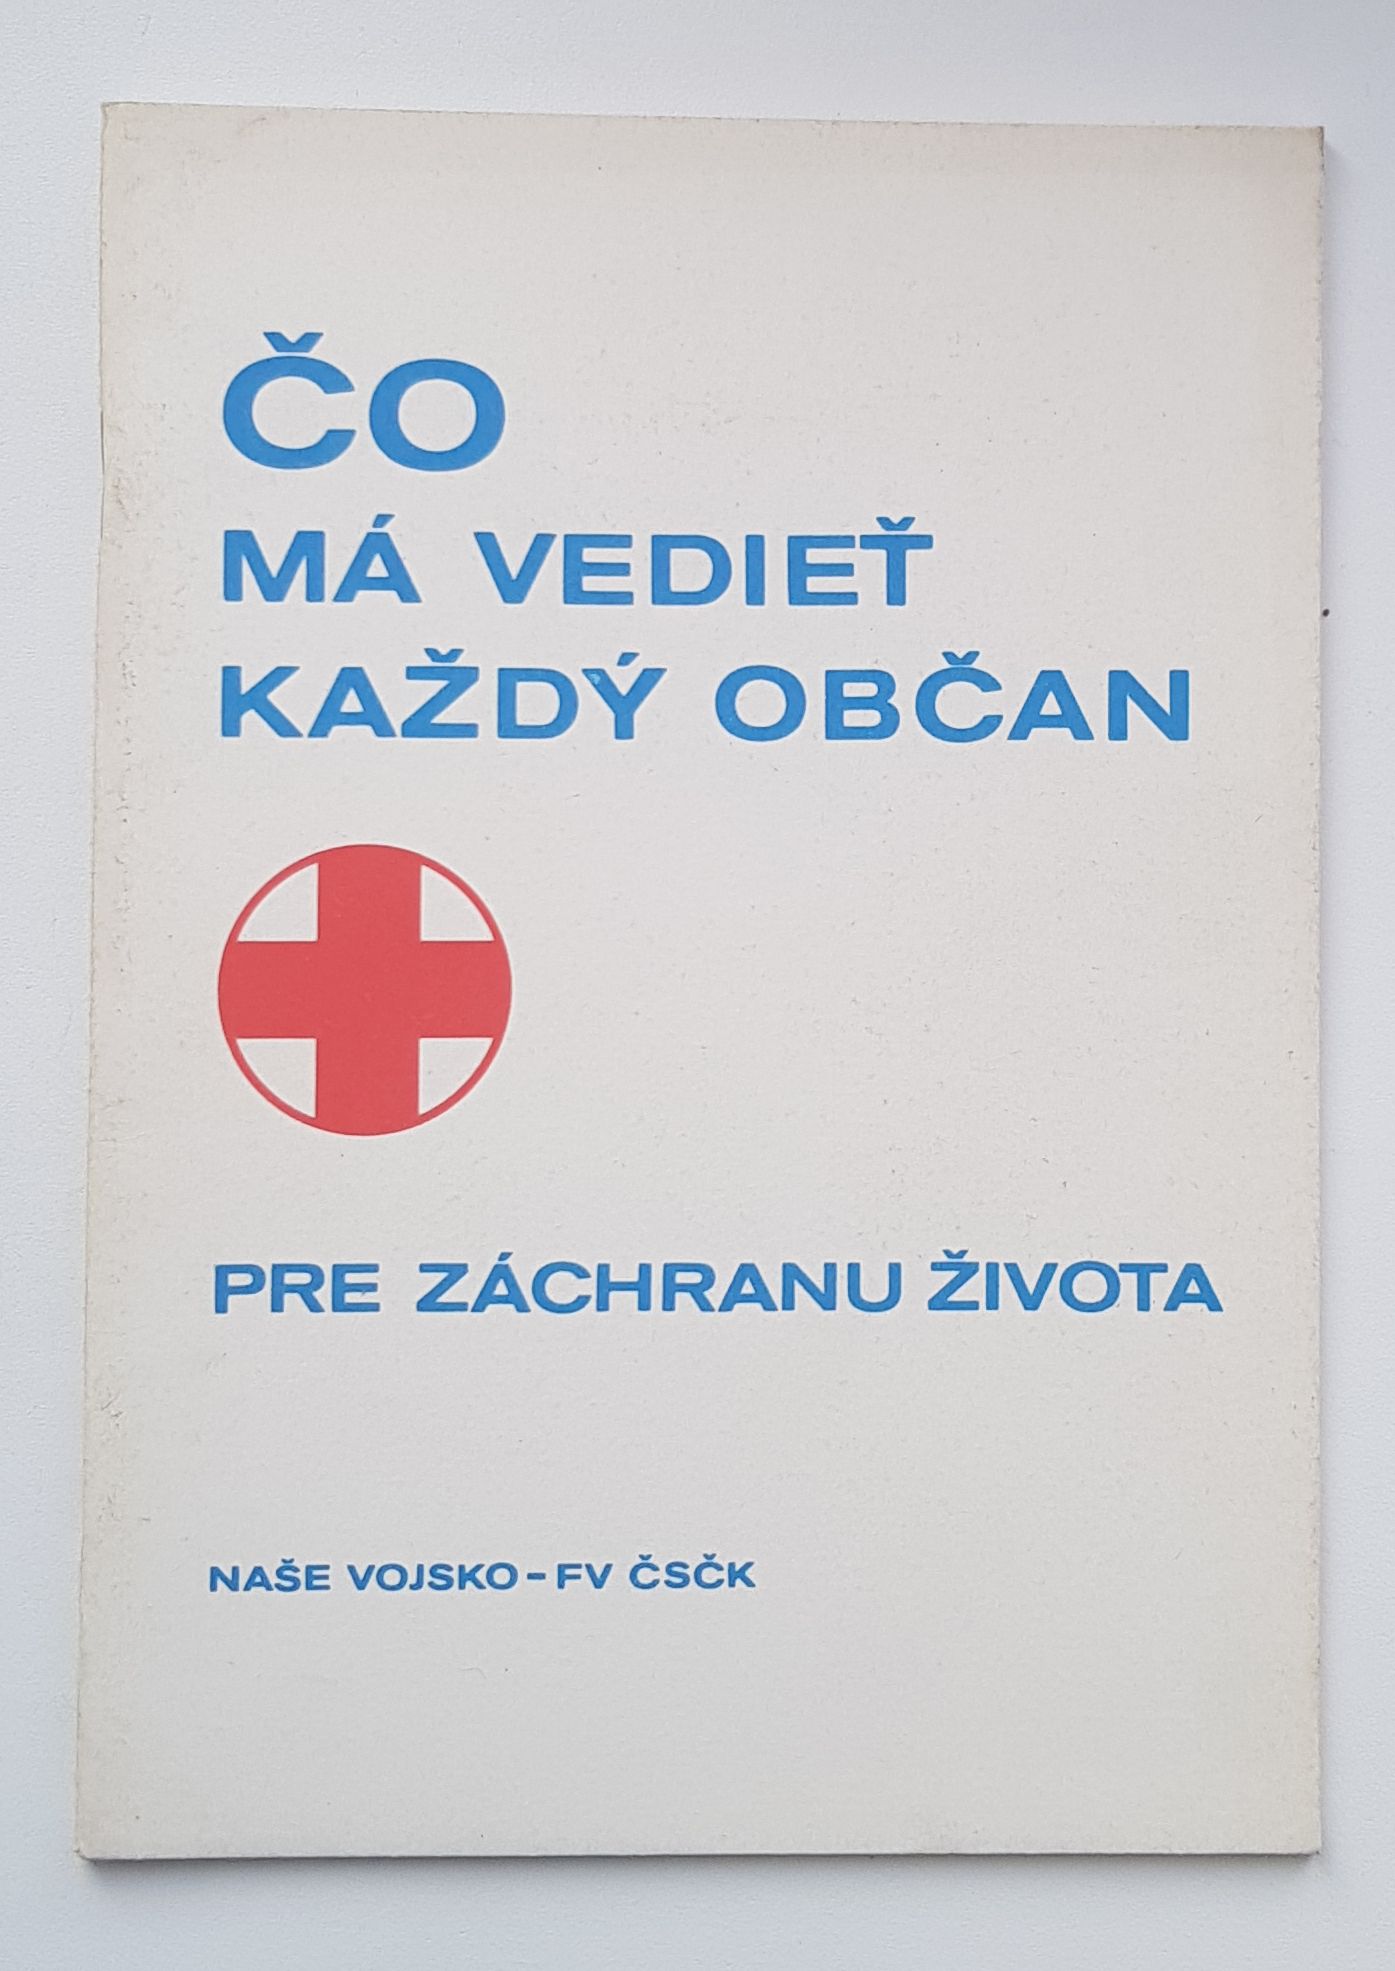 ČO
MÁ VEDIEŤ
KAŽDÝ OBČAN
PRE ZÁCHRANU ŽIVOTA
NAŠE VOJSKO-FV ČSČK